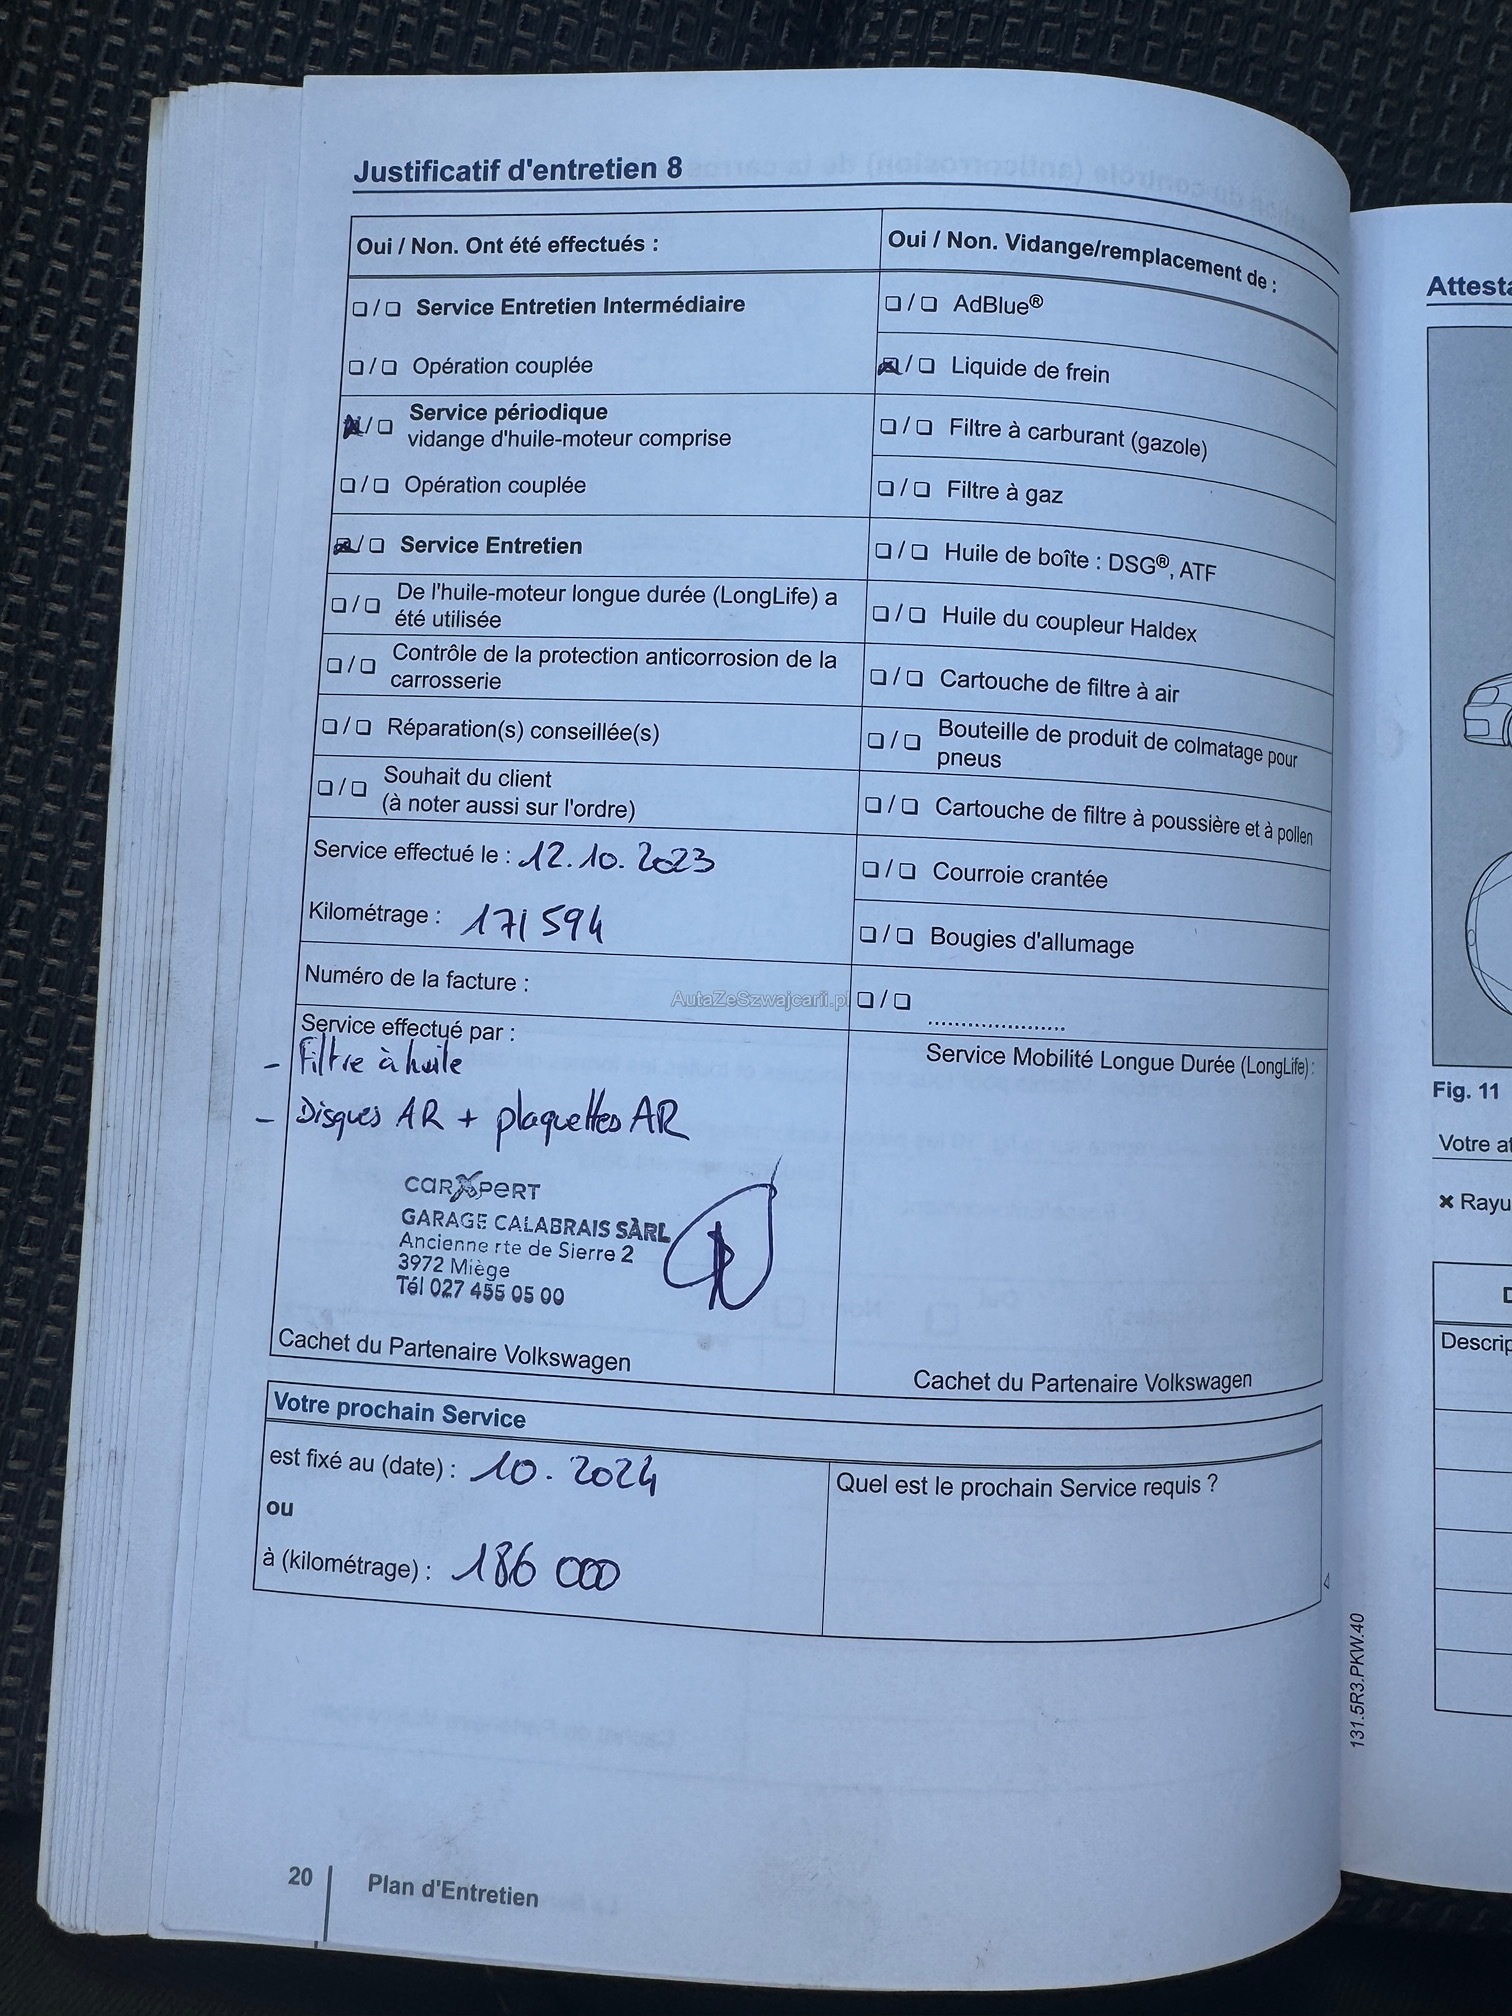 Justificatif d'entretien 8
Oui / Non. Ont été effectués :
❏ / ❏ Service Entretien Intermédiaire
❏ / ❏ Opération couplée
☒ / ❏ Service périodique
vidange d'huile-moteur comprise
❏ / ❏ Opération couplée
☒ / ❏ Service Entretien
❏ / ❏ De l'huile-moteur longue durée (LongLife) a
été utilisée
❏ / ❏ Contrôle de la protection anticorrosion de la
carrosserie
❏ / ❏ Réparation(s) conseillée(s)
❏ / ❏ Souhait du client
(à noter aussi sur l'ordre)
Service effectué le : 12.10.2023
Kilométrage : 171 594
Numéro de la facture :
Service effectué par :
- Filtre à huile
- Disques AR + plaquettes AR
carXpert
GARAGE CALABRAIS SÀRL
Ancienne rte de Sierre 2
3972 Miège
Tél 027 455 05 00
Cachet du Partenaire Volkswagen
Oui / Non. Vidange/remplacement de :
❏ / ❏ AdBlue®
☒ / ❏ Liquide de frein
❏ / ❏ Filtre à carburant (gazole)
❏ / ❏ Filtre à gaz
❏ / ❏ Huile de boîte : DSG®, ATF
❏ / ❏ Huile du coupleur Haldex
❏ / ❏ Cartouche de filtre à air
❏ / ❏ Bouteille de produit de colmatage pour
pneus
❏ / ❏ Cartouche de filtre à poussière et à pollen
❏ / ❏ Courroie crantée
❏ / ❏ Bougies d'allumage
❏ / ❏ ......................
Service Mobilité Longue Durée (LongLife) :
Cachet du Partenaire Volkswagen
AutaZeSzwajcarii.pl
Votre prochain Service
est fixé au (date) : 10. 2024
ou
à (kilométrage) : 186 000
Quel est le prochain Service requis ?
131.5R3.PKW.40
20
Plan d'Entretien
Attesta
Fig. 11
Votre at
✖ Rayu
Descrip